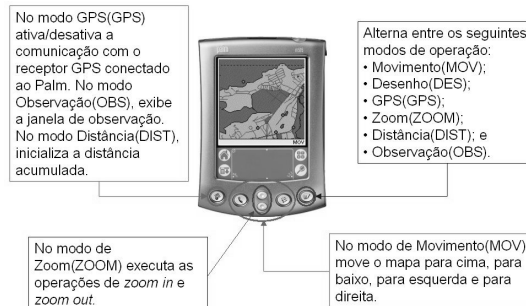 No modo GPS(GPS)
ativa/desativa a
comunicação com o
receptor GPS conectado
ao Palm. No modo
Observação(OBS), exibe
a janela de observação.
No modo Distância(DIST),
inicializa a distância
acumulada.
Alterna entre os seguintes
modos de operação:
• Movimento(MOV);
• Desenho(DES);
• GPS(GPS);
• Zoom(ZOOM);
• Distância(DIST); e
• Observação(OBS).
MOV
No modo de
Zoom(ZOOM) executa as
operações de zoom in e
zoom out.
No modo de Movimento(MOV)
move o mapa para cima, para
baixo, para esquerda e para
direita.